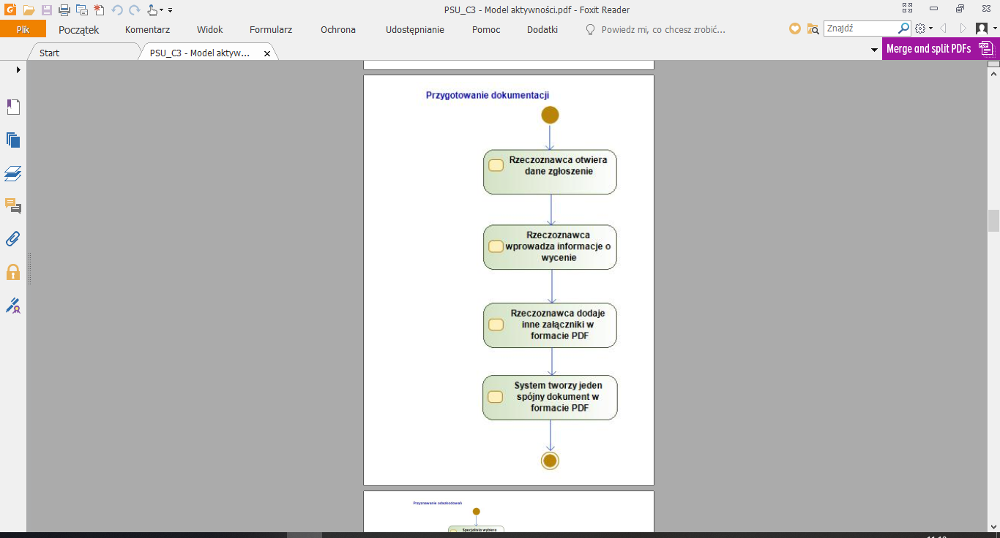 PSU_C3 - Model aktywności.pdf - Foxit Reader
Plik
Początek
Komentarz
Widok
Formularz
Ochrona
Udostępnianie
Pomoc
Dodatki
Powiedz mi, co chcesz zrobić...
Znajdź
Start
PSU_C3 - Model aktyw...
Merge and split PDFs
Przygotowanie dokumentacji
Rzeczoznawca otwiera
dane zgłoszenie
Rzeczoznawca
wprowadza informacje o
wycenie
Rzeczoznawca dodaje
inne załączniki w
formacie PDF
System tworzy jeden
spójny dokument w
formacie PDF
Przyznawanie odszkodowań
Specjalista wybiera